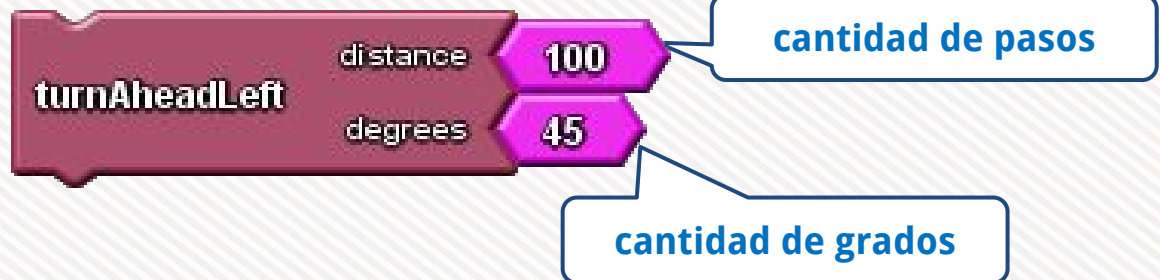 turnAheadLeft
distance 100
degrees 45
cantidad de pasos
cantidad de grados